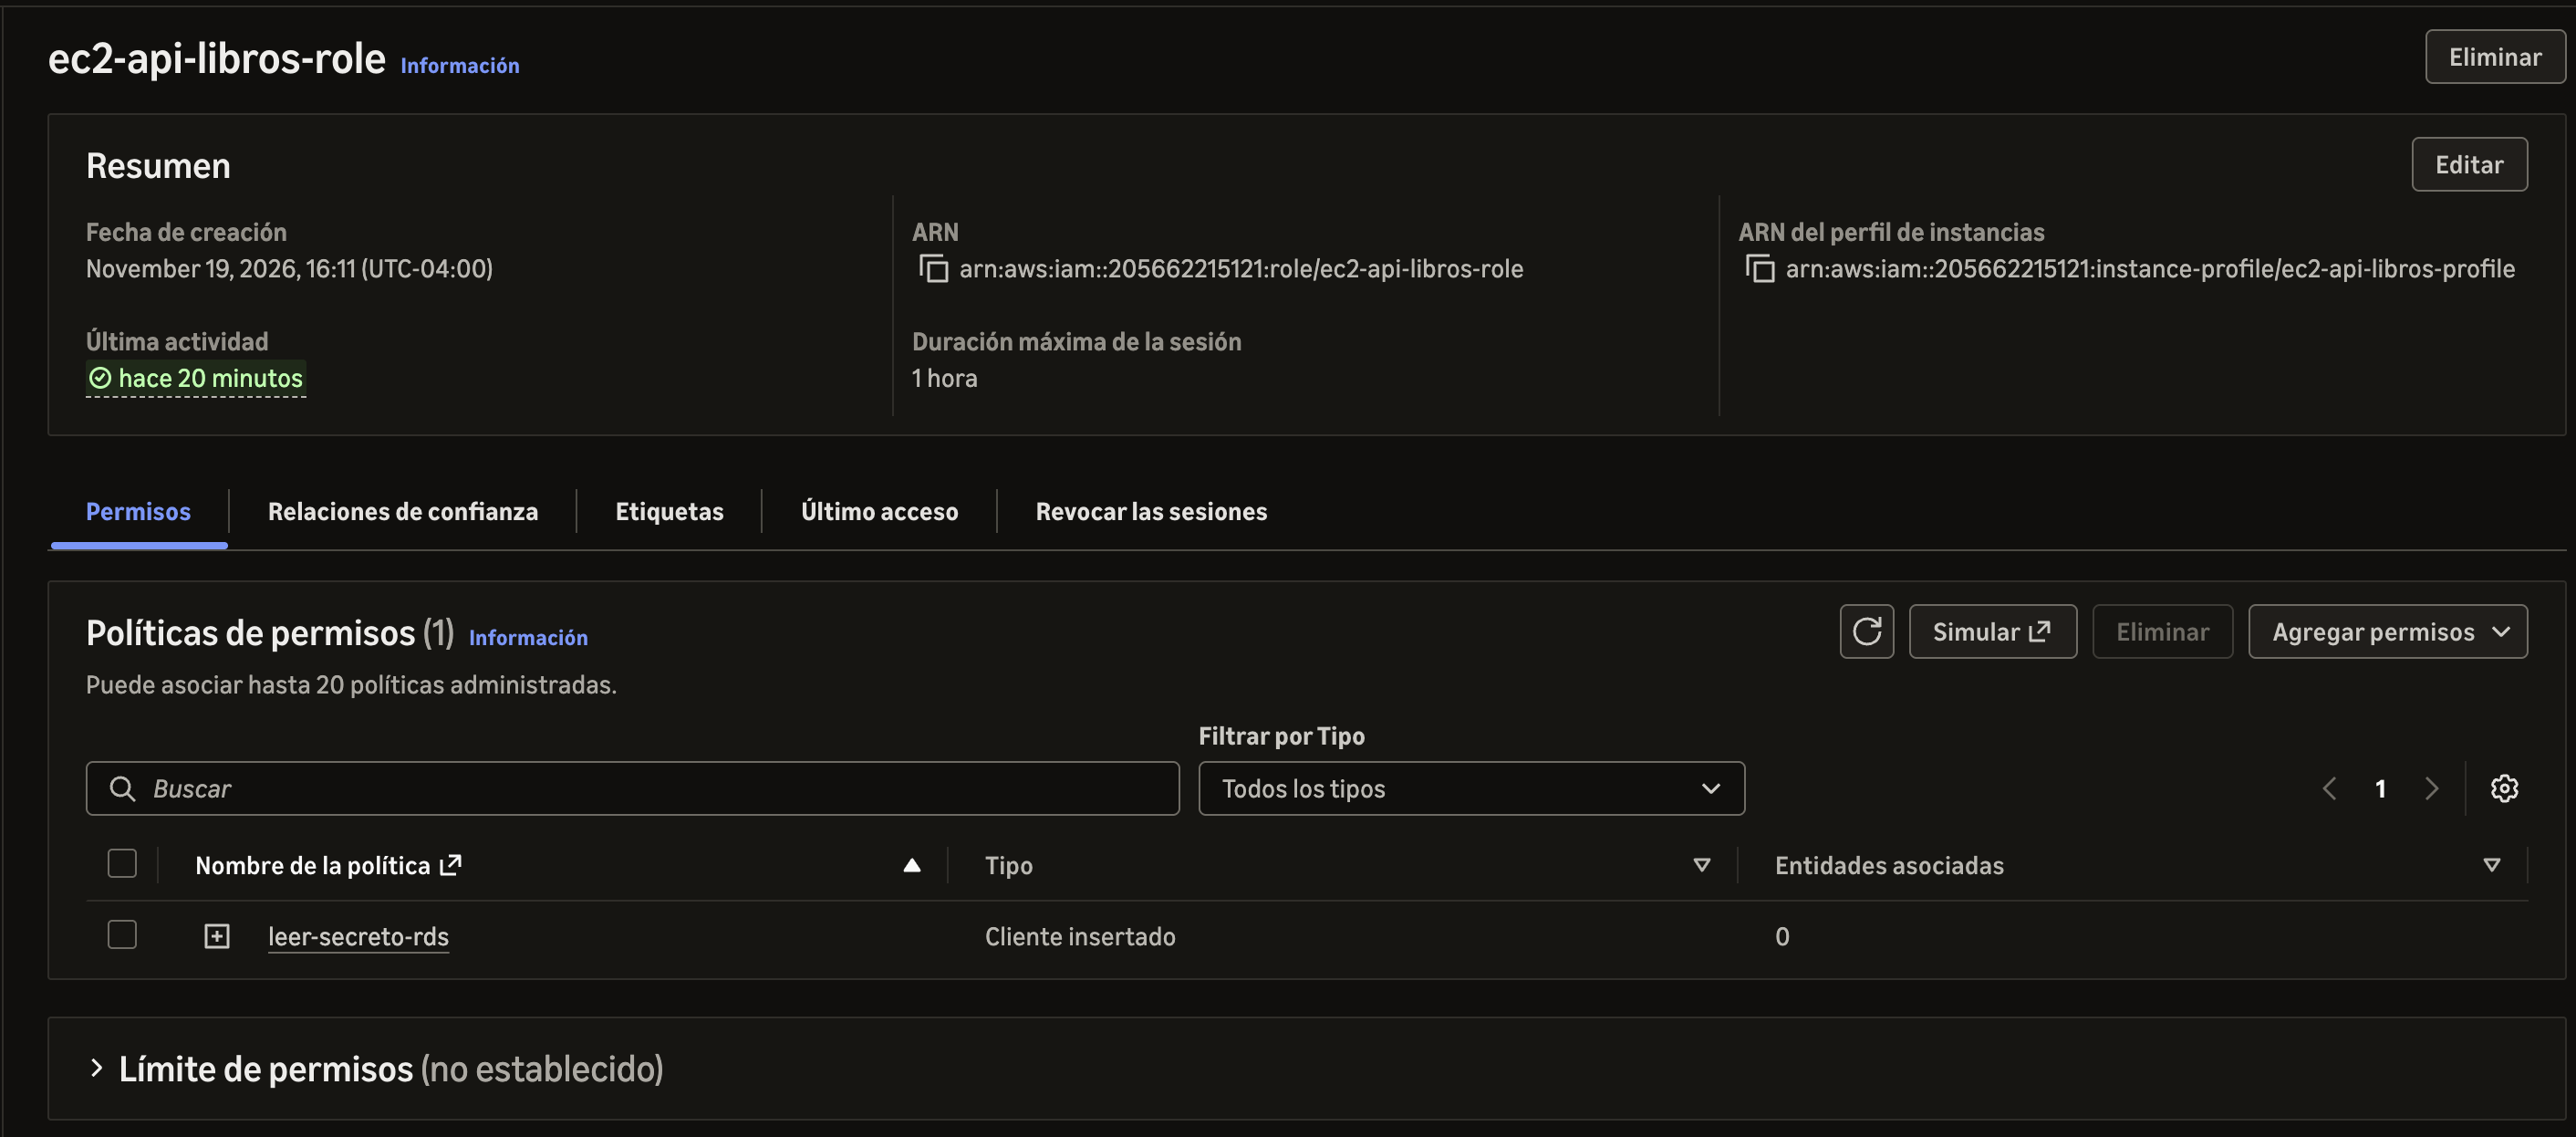 ec2-api-libros-role Información
Eliminar
Resumen
Editar
Fecha de creación
November 19, 2026, 16:11 (UTC-04:00)
ARN
arn:aws:iam::205662215121:role/ec2-api-libros-role
ARN del perfil de instancias
arn:aws:iam::205662215121:instance-profile/ec2-api-libros-profile
Última actividad
hace 20 minutos
Duración máxima de la sesión
1 hora
Permisos
Relaciones de confianza
Etiquetas
Último acceso
Revocar las sesiones
Políticas de permisos (1) Información
Simular
Eliminar
Agregar permisos
Puede asociar hasta 20 políticas administradas.
Filtrar por Tipo
Buscar
Todos los tipos
1
Nombre de la política
Tipo
Entidades asociadas
leer-secreto-rds
Cliente insertado
0
Límite de permisos (no establecido)